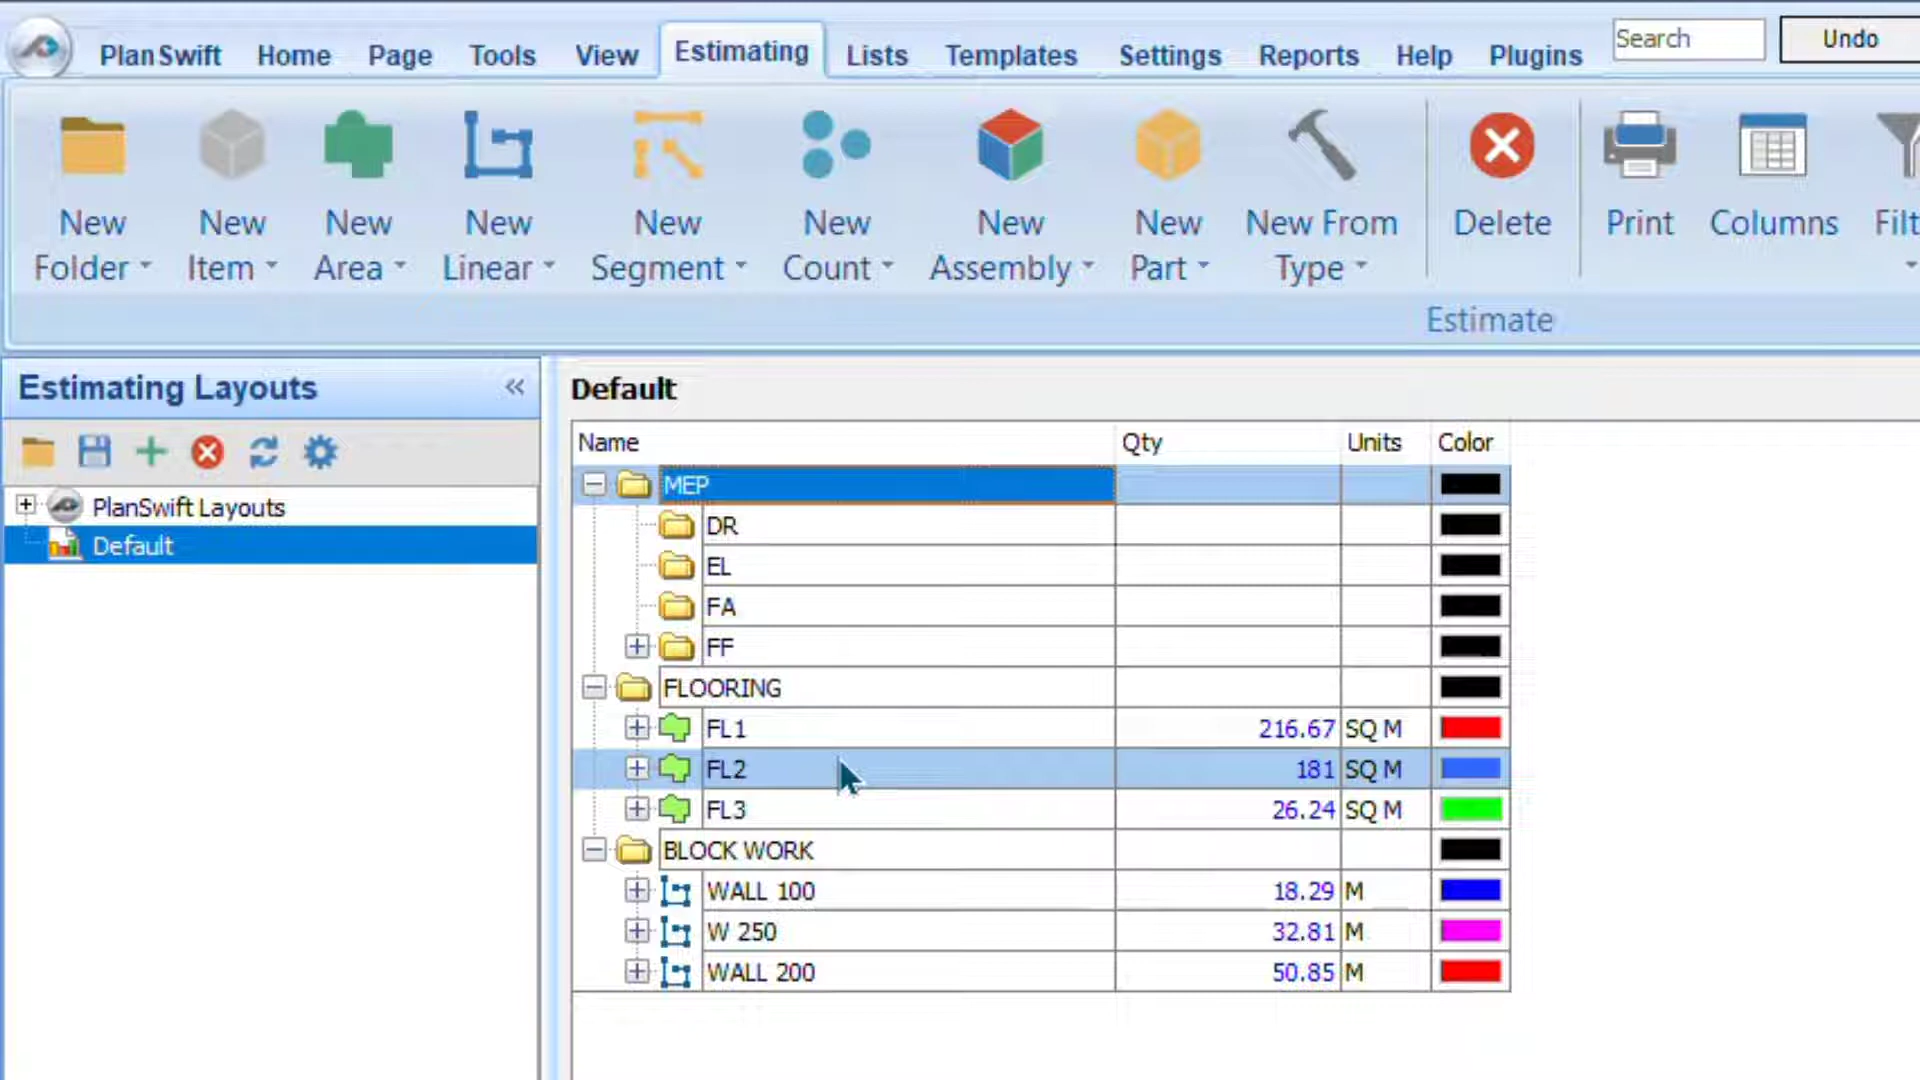 PlanSwift Home Page Tools View Estimating Lists Templates Settings Reports Help Plugins Search Undo
New Folder New Item New Area New Linear New Segment New Count New Assembly New Part New From Type Delete Print Columns
Estimate
Estimating Layouts «
PlanSwift Layouts
Default
Default
Name Qty Units Color
MEP
DR
EL
FA
FF
FLOORING
FL1 216.67 SQ M
FL2 181 SQ M
FL3 26.24 SQ M
BLOCK WORK
WALL 100 18.29 M
W 250 32.81 M
WALL 200 50.85 M